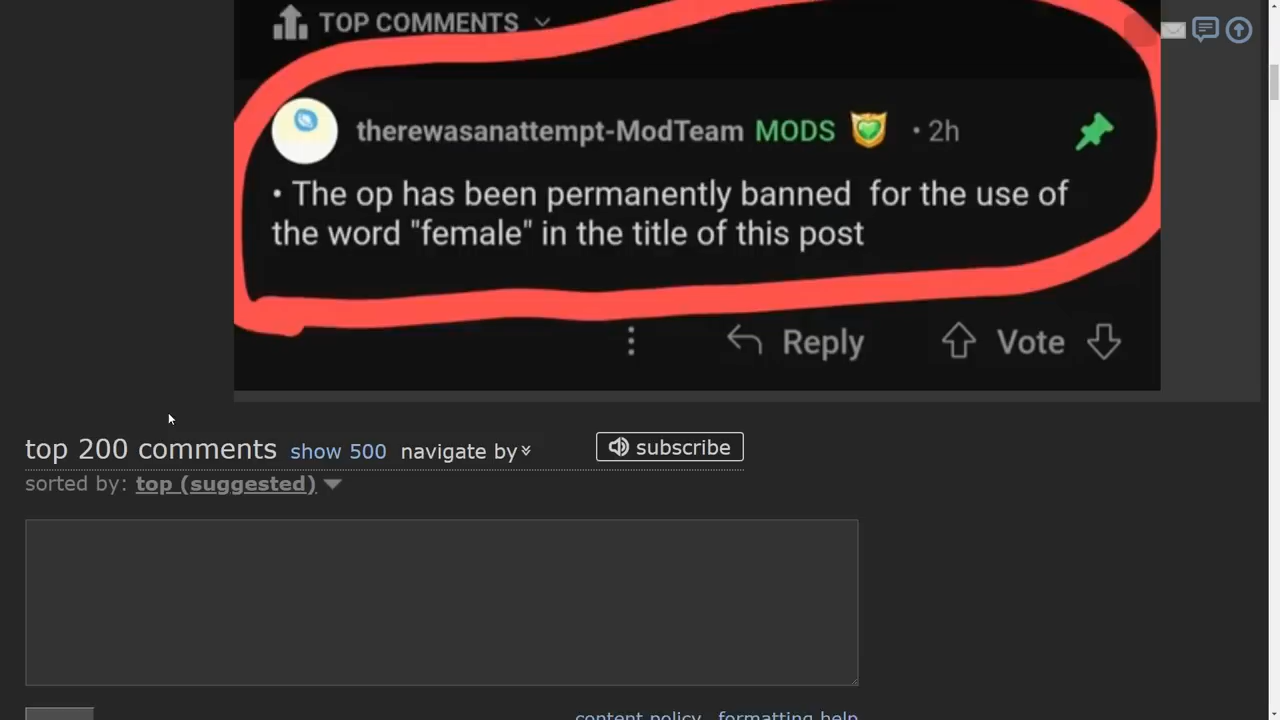 TOP COMMENTS
therewasanattempt-ModTeam MODS • 2h
• The op has been permanently banned for the use of
the word "female" in the title of this post
Reply Vote
top 200 comments show 500 navigate by subscribe
sorted by: top (suggested)
content policy formatting help